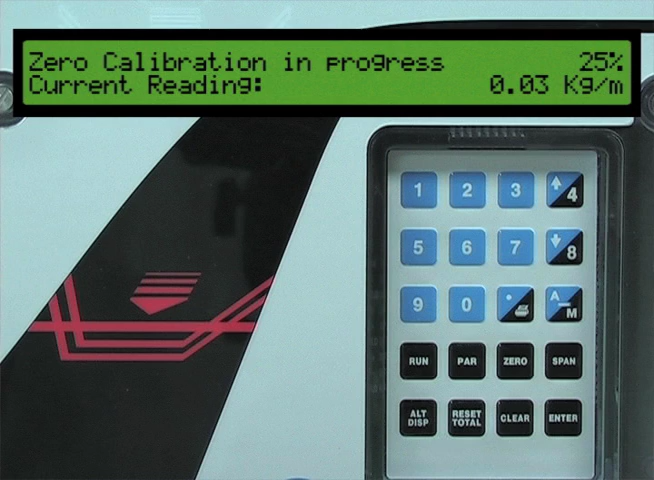 Zero Calibration in progress 25%
Current Reading: 0.03 Kg/m
1 2 3 4
5 6 7 8
9 0 . A/M
RUN PAR ZERO SPAN
ALT DISP RESET TOTAL CLEAR ENTER